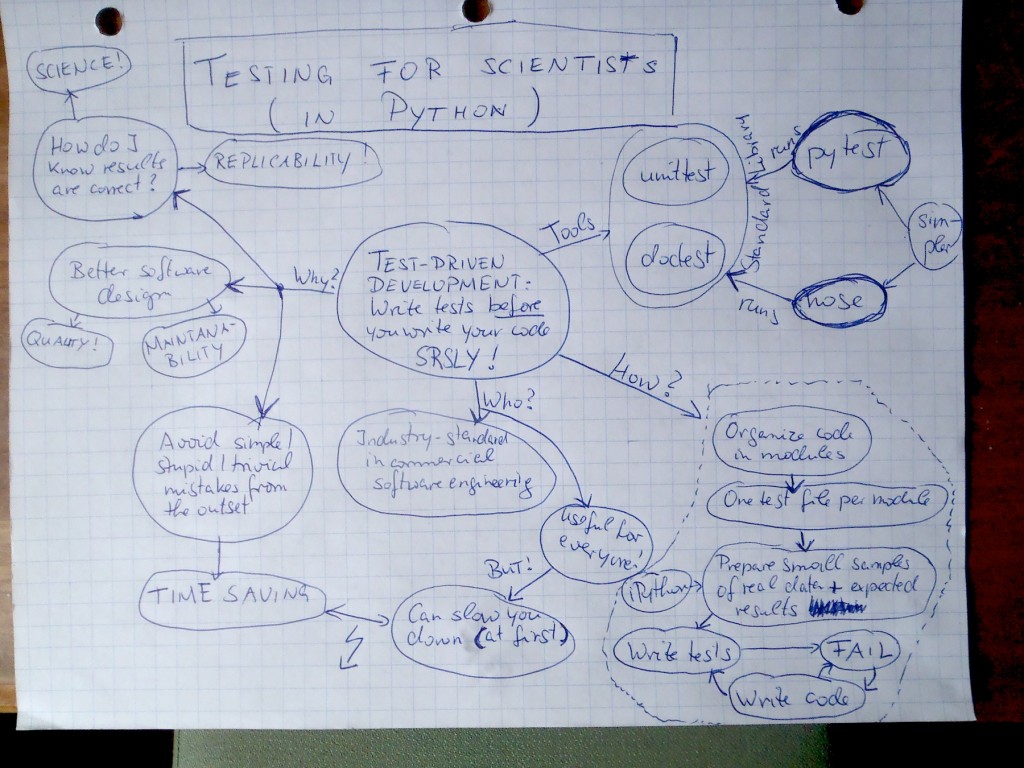 TESTING FOR SCIENTISTS
(IN PYTHON)
SCIENCE!
How do I
know results
are correct?
REPLICABILITY!
Better software
design
QUALITY!
MAINTANA-
BILITY
Why?
TEST-DRIVEN
DEVELOPMENT:
Write tests before
you write your code
SRSLY!
Tools
unittest
doctest
Standard library
runs
pytest
sim-
pler
runs
nose
Avoid simple/
stupid/trivial
mistakes from
the outset
TIME SAVING
Who?
Industry-standard
in commercial
software engineering
useful for
everyone!
BUT!
Can slow you
down (at first)
How?
Organize code
in modules
One test file per module
Prepare small samples
of real data + expected
results
iPython
Write tests
FAIL
Write code